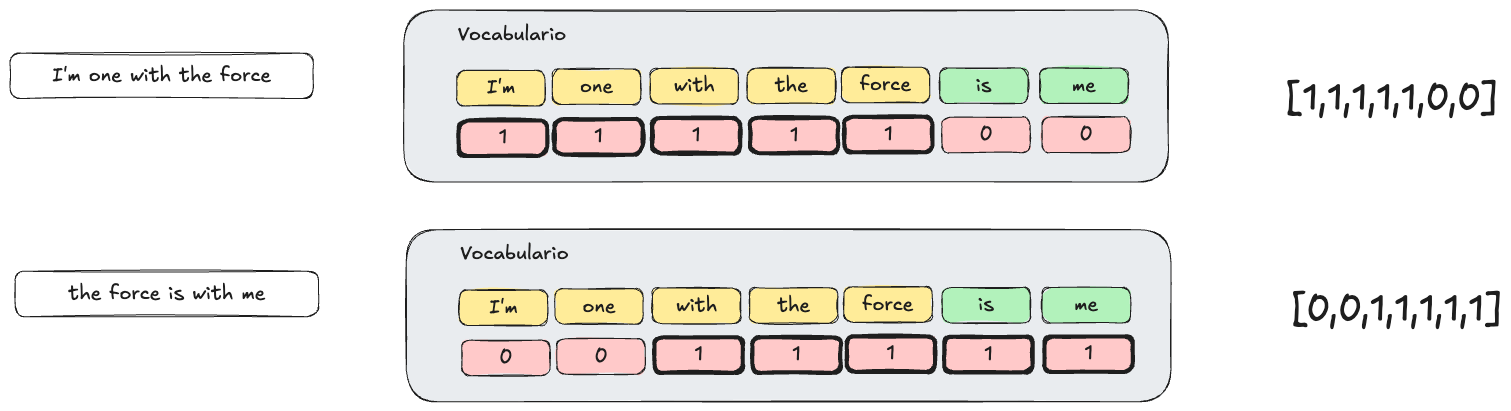 I'm one with the force
Vocabulario
I'm one with the force is me
1 1 1 1 1 0 0
[1,1,1,1,1,0,0]
the force is with me
Vocabulario
I'm one with the force is me
0 0 1 1 1 1 1
[0,0,1,1,1,1,1]